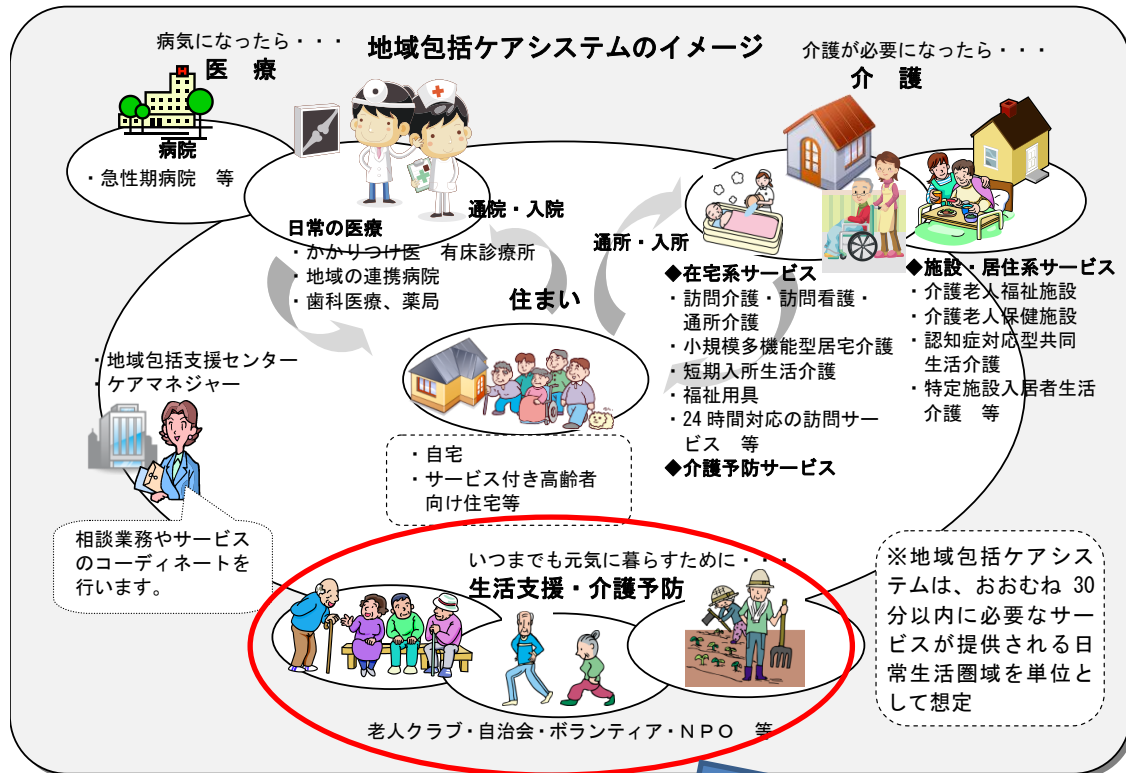 地域包括ケアシステムのイメージ
病気になったら・・・
医　療
病院
・急性期病院　等
通院・入院
日常の医療
・かかりつけ医　有床診療所
・地域の連携病院
・歯科医療、薬局
介護が必要になったら・・・
介　護
通所・入所
◆在宅系サービス
・訪問介護・訪問看護・
通所介護
・小規模多機能型居宅介護
・短期入所生活介護
・福祉用具
・24時間対応の訪問サー
ビス　等
◆介護予防サービス
◆施設・居住系サービス
・介護老人福祉施設
・介護老人保健施設
・認知症対応型共同
生活介護
・特定施設入居者生活
介護　等
住まい
・自宅
・サービス付き高齢者
向け住宅等
・地域包括支援センター
・ケアマネジャー
相談業務やサービス
のコーディネートを
行います。
いつまでも元気に暮らすために・・・
生活支援・介護予防
老人クラブ・自治会・ボランティア・ＮＰＯ　等
※地域包括ケアシス
テムは、おおむね 30
分以内に必要なサー
ビスが提供される日
常生活圏域を単位と
して想定